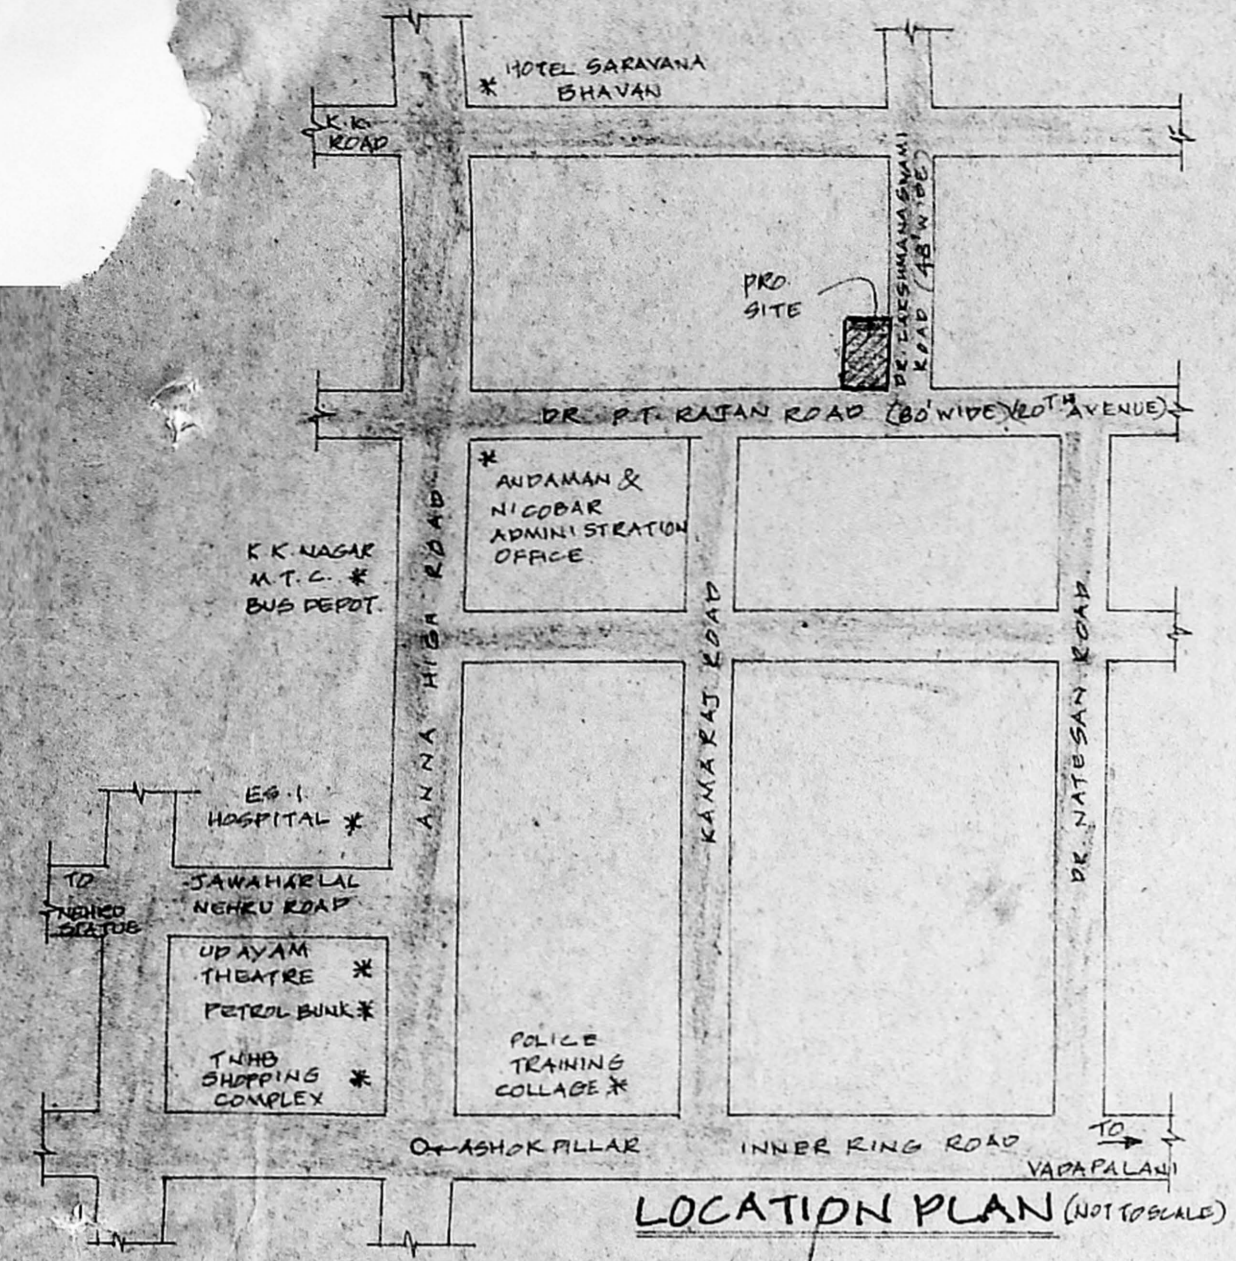 HOTEL SARAVANA
BHAVAN
K.K.
ROAD
DR. LAKSHMANASWAMI
ROAD (48' WIDE)
PRO.
SITE
DR. P.T. RAJAN ROAD (80' WIDE)/20TH AVENUE)
ANDAMAN &
NICOBAR
ADMINISTRATION
OFFICE.
K K. NAGAR
M.T.C.
BUS DEPOT.
ANNA HIGH ROAD
KAMARAJ ROAD
DR. NATESAN ROAD.
E.S.I.
HOSPITAL
TO
NEHRU
STATUE
JAWAHARLAL
NEHRU ROAD
UDAYAM
THEATRE
PETROL BUNK
TNHB
SHOPPING
COMPLEX
POLICE
TRAINING
COLLAGE
ASHOK PILLAR
INNER RING ROAD
TO
VADAPALANI
LOCATION PLAN (NOT TO SCALE)